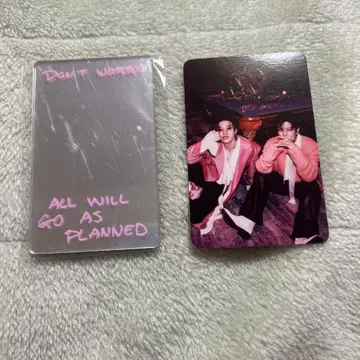 DON'T WORRY
ALL WILL
GO AS
PLANNED